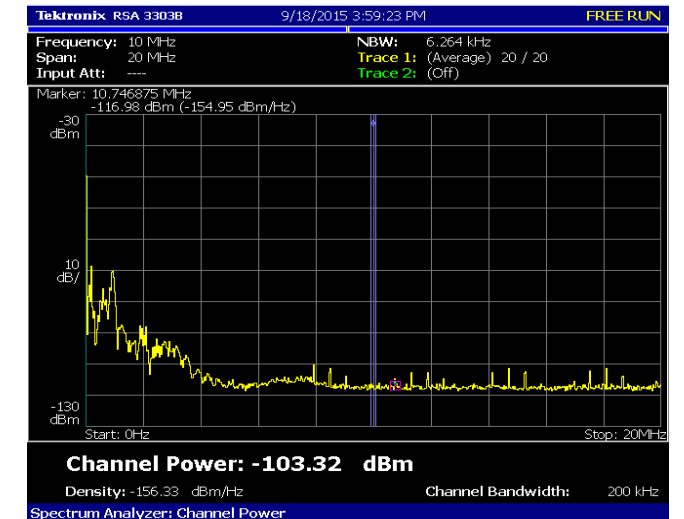 Tektronix RSA 3303B 9/18/2015 3:59:23 PM FREE RUN
Frequency: 10 MHz NBW: 6.264 kHz
Span: 20 MHz Trace 1: (Average) 20 / 20
Input Att: ---- Trace 2: (Off)
Marker: 10.746875 MHz
-116.98 dBm (-154.95 dBm/Hz)
-30
dBm
10
dB/
-130
dBm
Start: 0Hz Stop: 20MHz
Channel Power: -103.32 dBm
Density: -156.33 dBm/Hz Channel Bandwidth: 200 kHz
Spectrum Analyzer: Channel Power